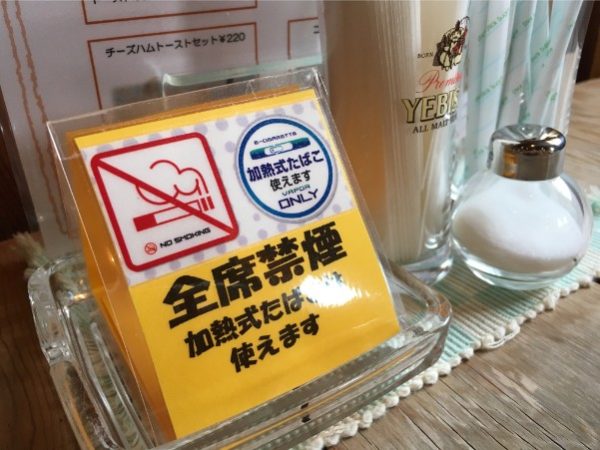 チーズハムトーストセット¥220
NO SMOKING
E-CIGARETTE
加熱式たばこ
使えます
VAPOR
ONLY
全席禁煙
加熱式たばこは
使えます
BORN
Premium
YEBIS
ALL MALT